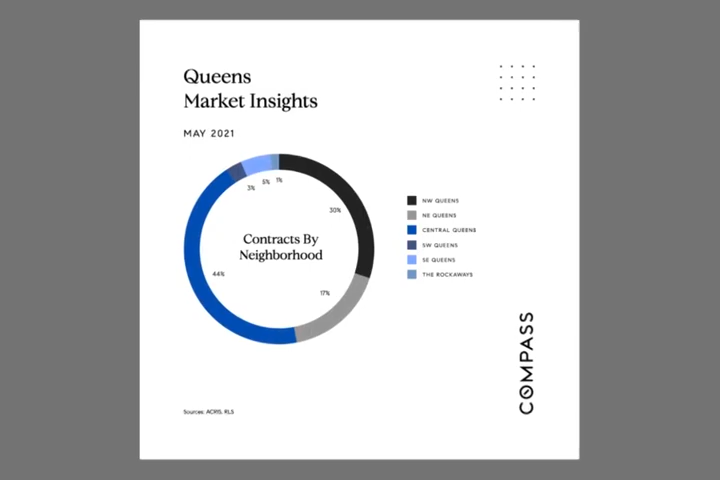 Queens
Market Insights
MAY 2021
3%
5%
1%
30%
Contracts By
Neighborhood
44%
17%
NW QUEENS
NE QUEENS
CENTRAL QUEENS
SW QUEENS
SE QUEENS
THE ROCKAWAYS
COMPASS
Sources: ACRIS, RLS